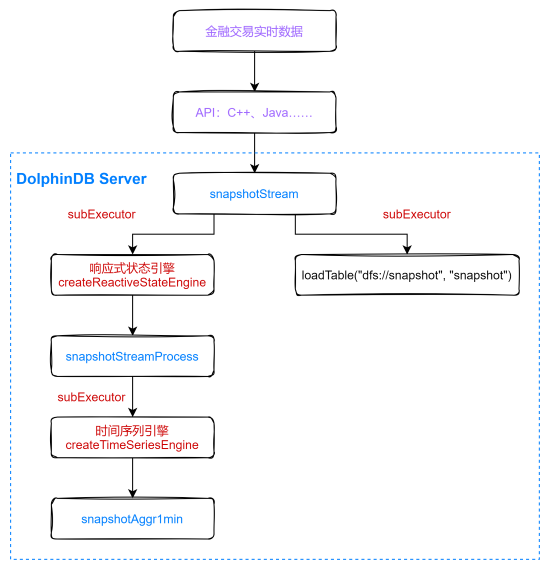 金融交易实时数据
API：C++、Java……
DolphinDB Server
snapshotStream
subExecutor
subExecutor
响应式状态引擎
createReactiveStateEngine
loadTable("dfs://snapshot", "snapshot")
snapshotStreamProcess
subExecutor
时间序列引擎
createTimeSeriesEngine
snapshotAggr1min